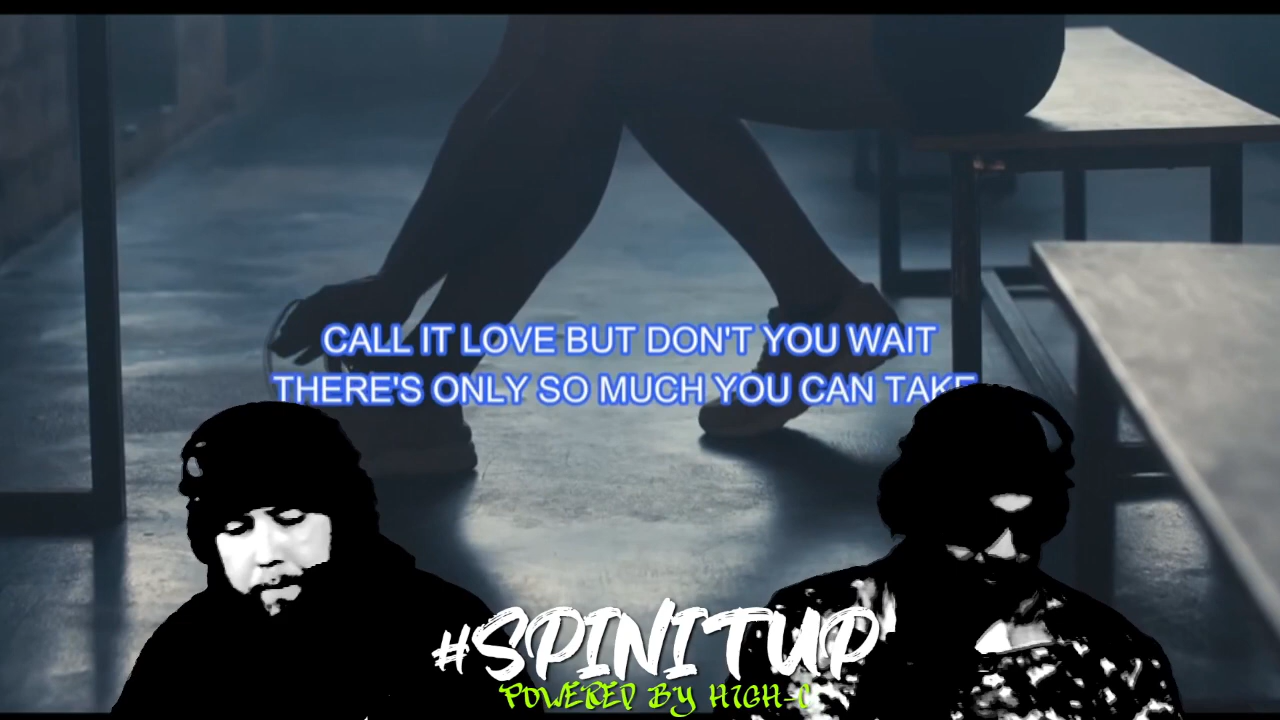 CALL IT LOVE BUT DON'T YOU WAIT
THERE'S ONLY SO MUCH YOU CAN TAKE
#SPINITUP
POWERED BY HIGH-C